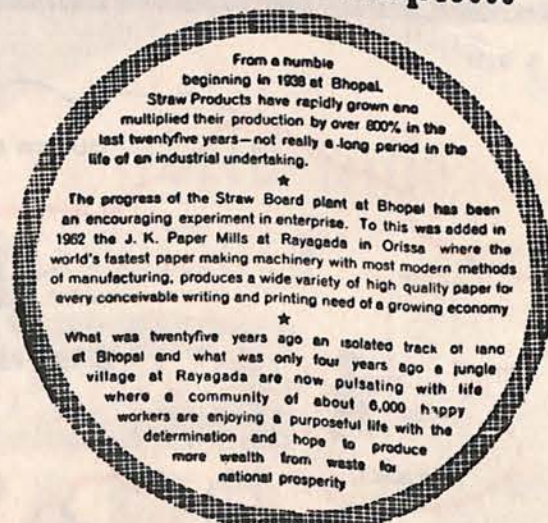 From a humble
beginning in 1938 at Bhopal,
Straw Products have rapidly grown and
multiplied their production by over 800% in the
last twentyfive years—not really a long period in the
life of an industrial undertaking.
★
The progress of the Straw Board plant at Bhopal has been
an encouraging experiment in enterprise. To this was added in
1962 the J. K. Paper Mills at Rayagada in Orissa where the
world's fastest paper making machinery with most modern methods
of manufacturing, produces a wide variety of high quality paper for
every conceivable writing and printing need of a growing economy
★
What was twentyfive years ago an isolated track of land
at Bhopal and what was only four years ago a jungle
village at Rayagada are now pulsating with life
where a community of about 6,000 happy
workers are enjoying a purposeful life with the
determination and hope to produce
more wealth from waste for
national prosperity